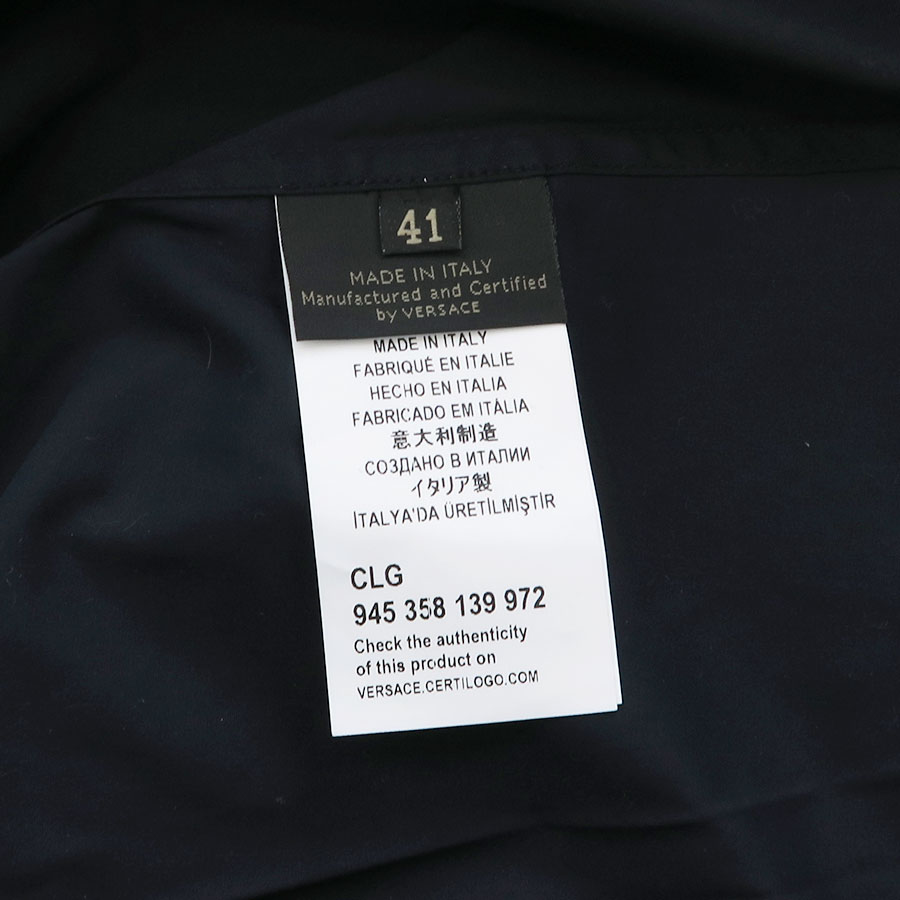 41
MADE IN ITALY
Manufactured and Certified
by VERSACE
MADE IN ITALY
FABRIQUÉ EN ITALIE
HECHO EN ITALIA
FABRICADO EM ITÁLIA
意大利制造
СОЗДАНО В ИТАЛИИ
イタリア製
İTALYA'DA ÜRETİLMİŞTİR
CLG
945 358 139 972
Check the authenticity
of this product on
VERSACE.CERTILOGO.COM